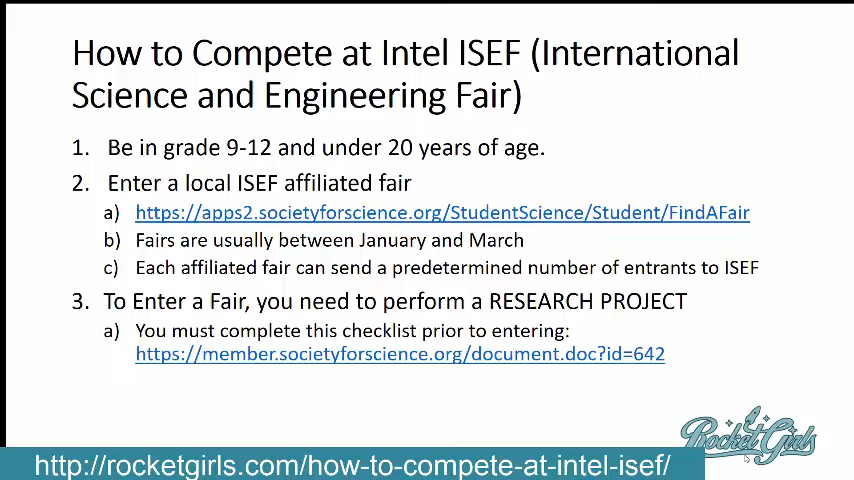 How to Compete at Intel ISEF (International
Science and Engineering Fair)
1. Be in grade 9-12 and under 20 years of age.
2. Enter a local ISEF affiliated fair
a) https://apps2.societyforscience.org/StudentScience/Student/FindAFair
b) Fairs are usually between January and March
c) Each affiliated fair can send a predetermined number of entrants to ISEF
3. To Enter a Fair, you need to perform a RESEARCH PROJECT
a) You must complete this checklist prior to entering:
https://member.societyforscience.org/document.doc?id=642
RocketGirls
http://rocketgirls.com/how-to-compete-at-intel-isef/